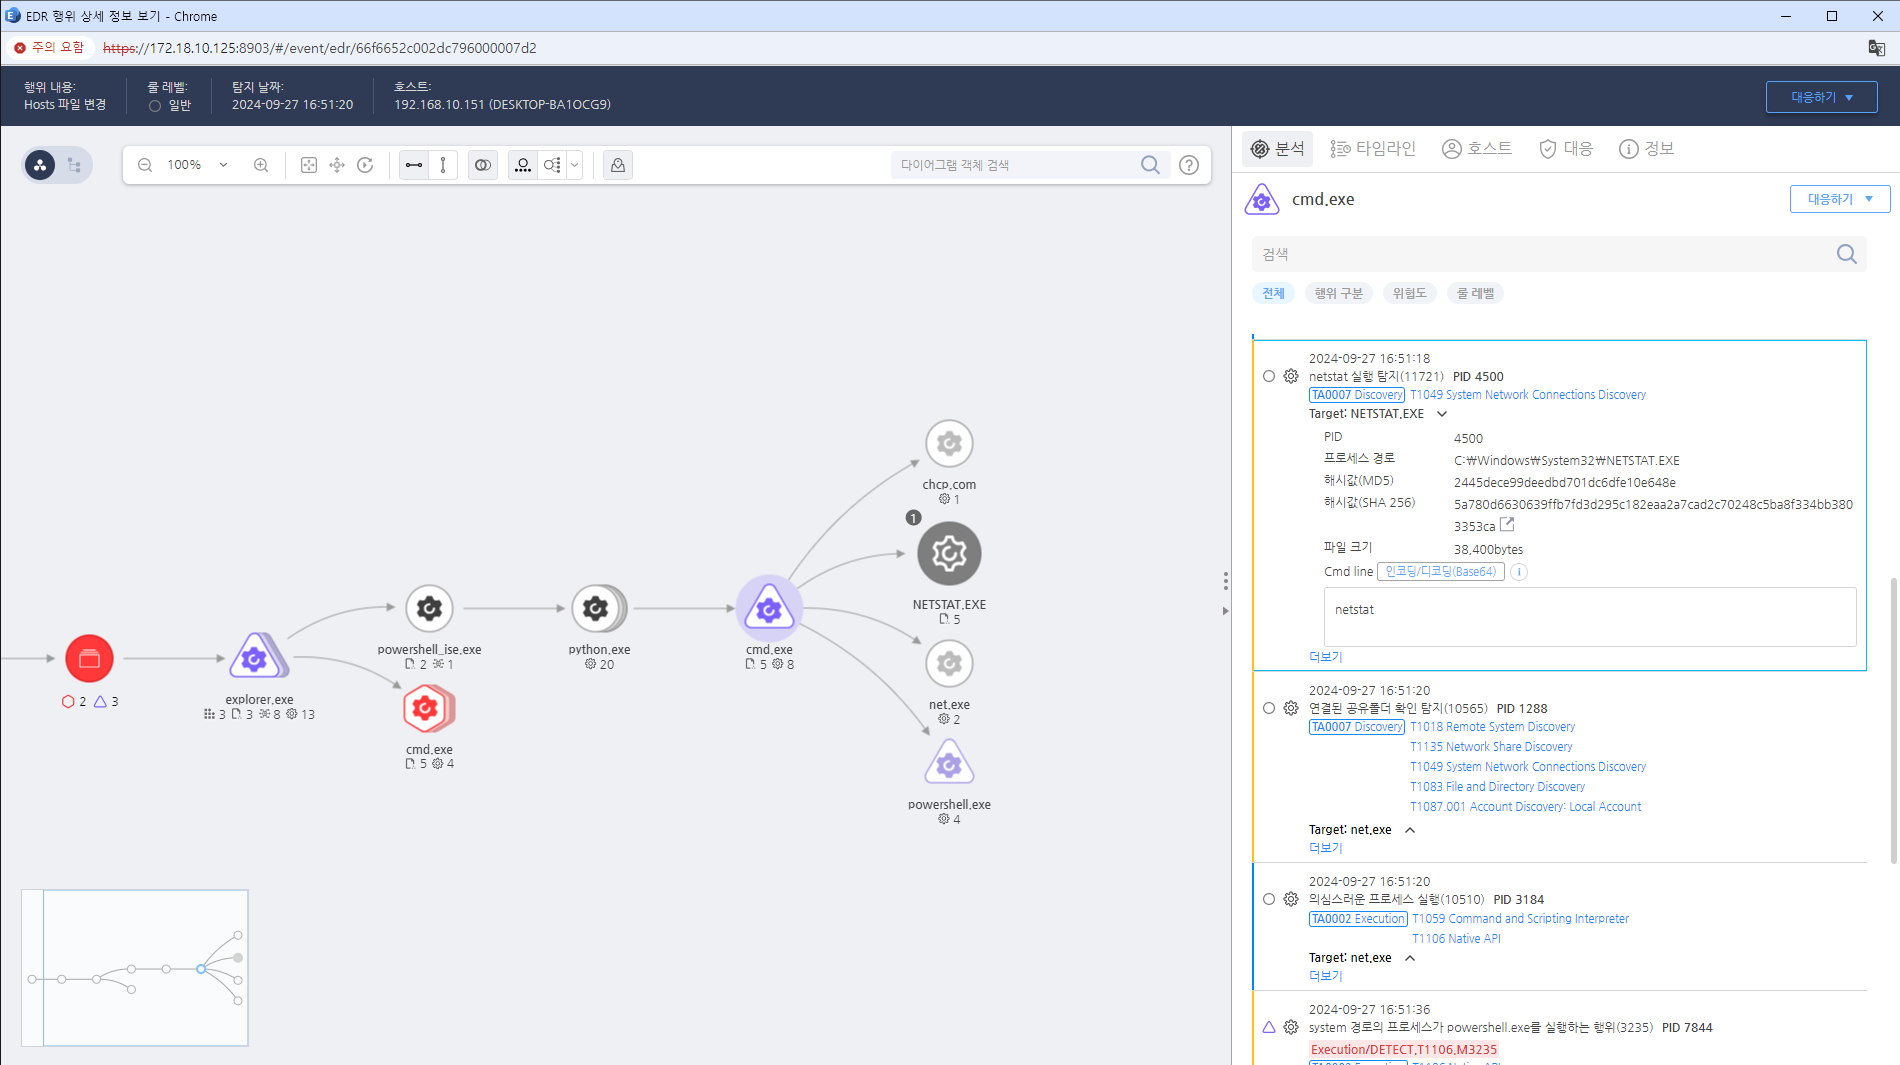 EDR 행위 상세 정보 보기 - Chrome
주의 요함 https://172.18.10.125:8903/#/event/edr/66f6652c002dc796000007d2
행위 내용:
Hosts 파일 변경
룰 레벨:
일반
탐지 날짜:
2024-09-27 16:51:20
호스트:
192.168.10.151 (DESKTOP-BA1OCG9)
대응하기
100%
다이어그램 객체 검색
2 3
explorer.exe
3 3 8 13
powershell_ise.exe
2 1
cmd.exe
5 4
python.exe
20
cmd.exe
5 8
chcp.com
1
1
NETSTAT.EXE
5
net.exe
2
powershell.exe
4
분석 타임라인 호스트 대응 정보
cmd.exe
대응하기
검색
전체 행위 구분 위험도 룰 레벨
2024-09-27 16:51:18
netstat 실행 탐지(11721) PID 4500
TA0007 Discovery T1049 System Network Connections Discovery
Target: NETSTAT.EXE
PID 4500
프로세스 경로 C:₩Windows₩System32₩NETSTAT.EXE
해시값(MD5) 2445dece99deedbd701dc6dfe10e648e
해시값(SHA 256) 5a780d6630639ffb7fd3d295c182eaa2a7cad2c70248c5ba8f334bb380
3353ca
파일 크기 38,400bytes
Cmd line 인코딩/디코딩(Base64) i
netstat
더보기
2024-09-27 16:51:20
연결된 공유폴더 확인 탐지(10565) PID 1288
TA0007 Discovery T1018 Remote System Discovery
T1135 Network Share Discovery
T1049 System Network Connections Discovery
T1083 File and Directory Discovery
T1087.001 Account Discovery: Local Account
Target: net.exe
더보기
2024-09-27 16:51:20
의심스러운 프로세스 실행(10510) PID 3184
TA0002 Execution T1059 Command and Scripting Interpreter
T1106 Native API
Target: net.exe
더보기
2024-09-27 16:51:36
system 경로의 프로세스가 powershell.exe를 실행하는 행위(3235) PID 7844
Execution/DETECT.T1106.M3235
TA0002 Execution T1106 Native API